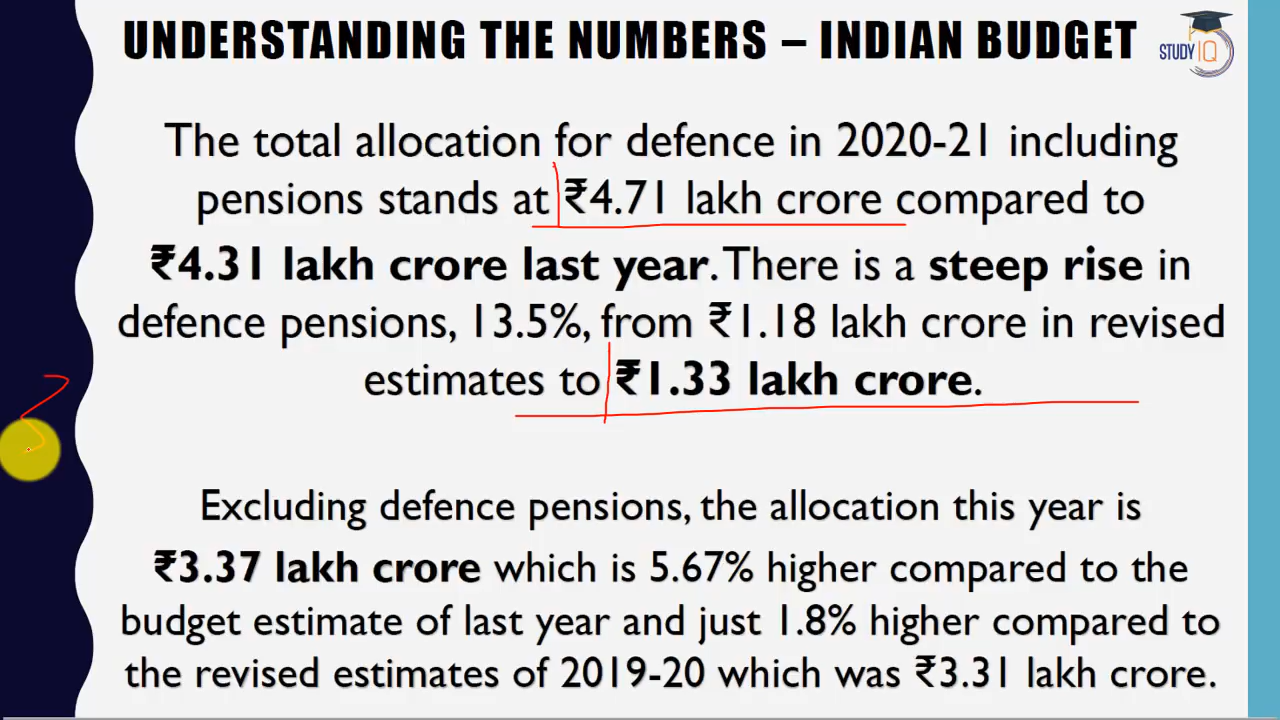 UNDERSTANDING THE NUMBERS – INDIAN BUDGET
STUDY IQ
The total allocation for defence in 2020-21 including
pensions stands at ₹4.71 lakh crore compared to
₹4.31 lakh crore last year. There is a steep rise in
defence pensions, 13.5%, from ₹1.18 lakh crore in revised
estimates to ₹1.33 lakh crore.
Excluding defence pensions, the allocation this year is
₹3.37 lakh crore which is 5.67% higher compared to the
budget estimate of last year and just 1.8% higher compared to
the revised estimates of 2019-20 which was ₹3.31 lakh crore.